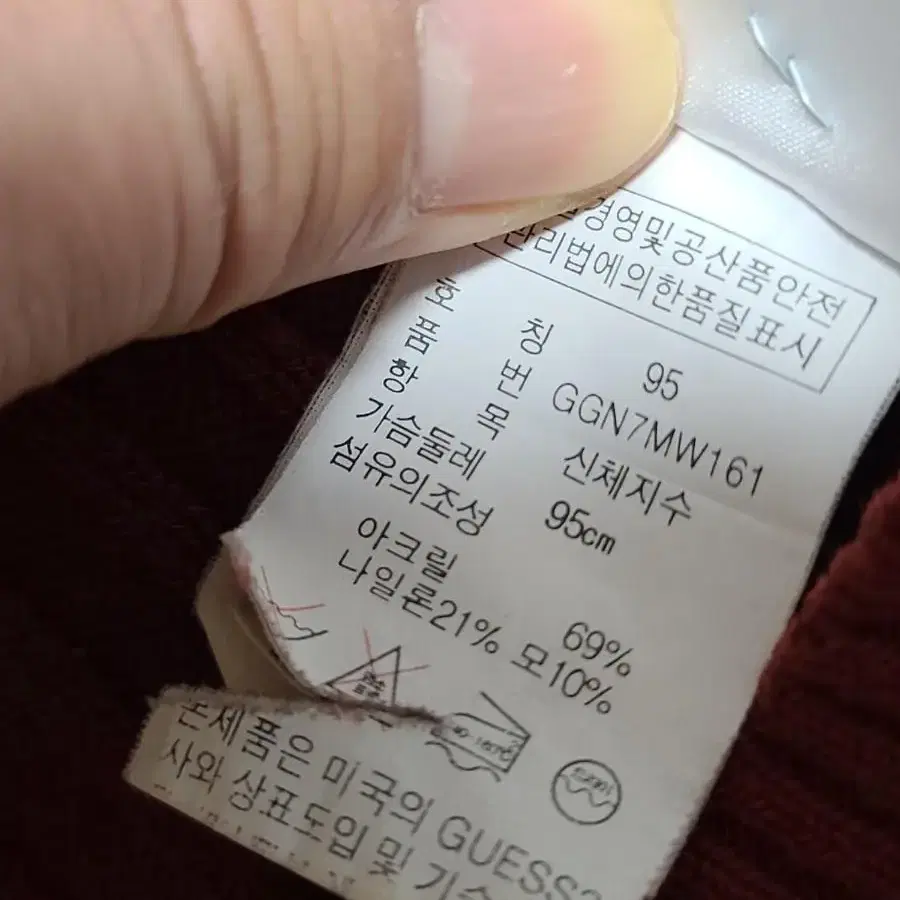 경영및공산품안전
관리법에의한품질표시
호 칭 95
품 번 GGN7MW161
항 목 신체지수
가슴둘레 95cm
섬유의조성
아크릴 69%
나일론21% 모10%
본제품은 미국의 GUESS?
사와 상표도입 및 기술